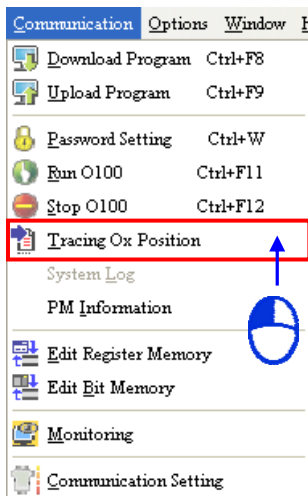 Communication Options Window
Download Program Ctrl+F8
Upload Program Ctrl+F9
Password Setting Ctrl+W
Run O100 Ctrl+F11
Stop O100 Ctrl+F12
Tracing Ox Position
System Log
PM Information
Edit Register Memory
Edit Bit Memory
Monitoring
Communication Setting